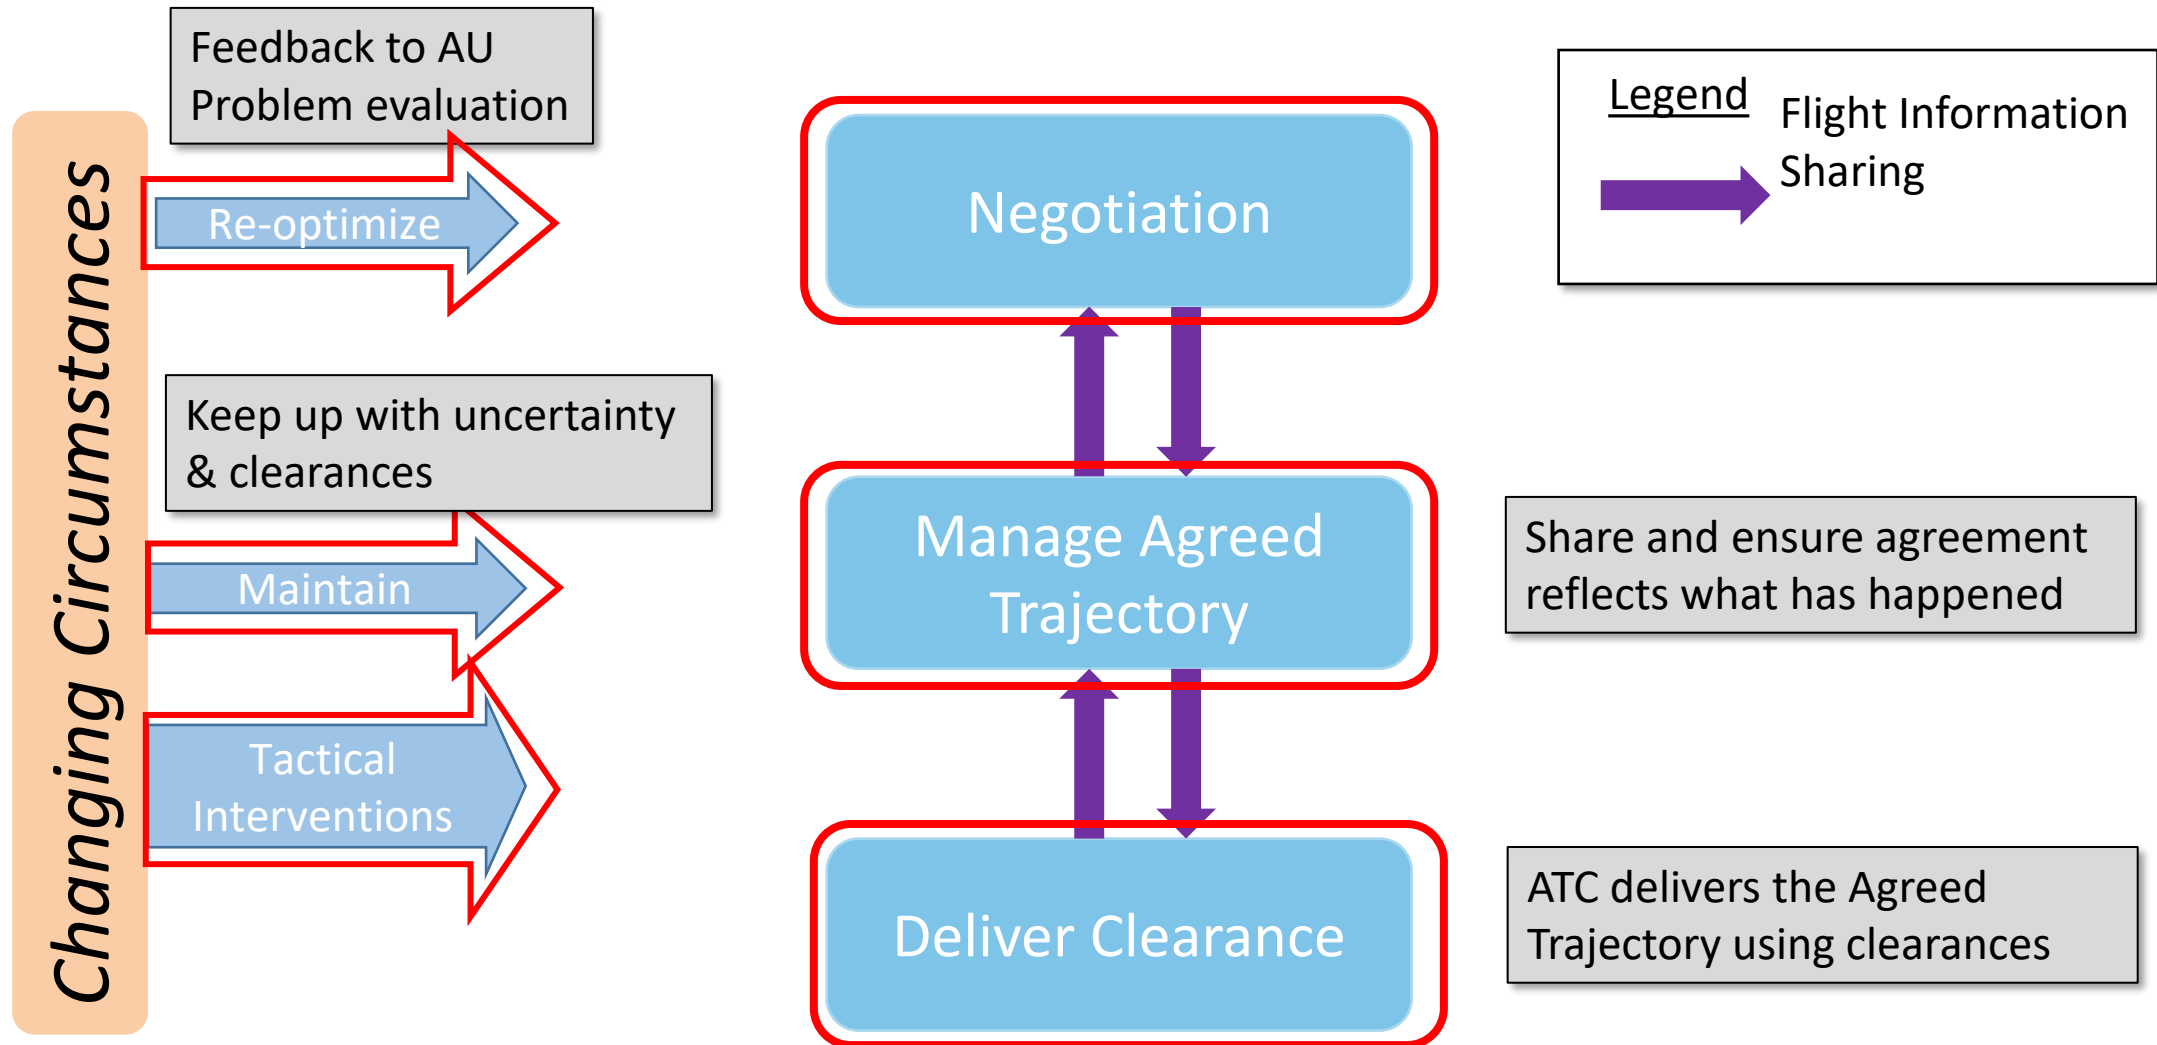 Changing Circumstances
Feedback to AU
Problem evaluation
Re-optimize
Keep up with uncertainty
& clearances
Maintain
Tactical
Interventions
Negotiation
Manage Agreed
Trajectory
Deliver Clearance
Legend
Flight Information
Sharing
Share and ensure agreement
reflects what has happened
ATC delivers the Agreed
Trajectory using clearances